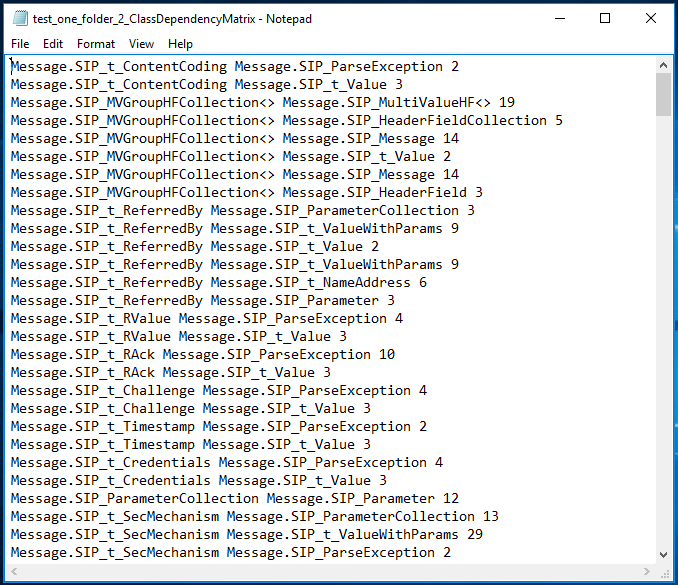 test_one_folder_2_ClassDependencyMatrix - Notepad
File Edit Format View Help
Message.SIP_t_ContentCoding Message.SIP_ParseException 2
Message.SIP_t_ContentCoding Message.SIP_t_Value 3
Message.SIP_MVGroupHFCollection<> Message.SIP_MultiValueHF<> 19
Message.SIP_MVGroupHFCollection<> Message.SIP_HeaderFieldCollection 5
Message.SIP_MVGroupHFCollection<> Message.SIP_Message 14
Message.SIP_MVGroupHFCollection<> Message.SIP_t_Value 2
Message.SIP_MVGroupHFCollection<> Message.SIP_Message 14
Message.SIP_MVGroupHFCollection<> Message.SIP_HeaderField 3
Message.SIP_t_ReferredBy Message.SIP_ParameterCollection 3
Message.SIP_t_ReferredBy Message.SIP_t_ValueWithParams 9
Message.SIP_t_ReferredBy Message.SIP_t_Value 2
Message.SIP_t_ReferredBy Message.SIP_t_ValueWithParams 9
Message.SIP_t_ReferredBy Message.SIP_t_NameAddress 6
Message.SIP_t_ReferredBy Message.SIP_Parameter 3
Message.SIP_t_RValue Message.SIP_ParseException 4
Message.SIP_t_RValue Message.SIP_t_Value 3
Message.SIP_t_RAck Message.SIP_ParseException 10
Message.SIP_t_RAck Message.SIP_t_Value 3
Message.SIP_t_Challenge Message.SIP_ParseException 4
Message.SIP_t_Challenge Message.SIP_t_Value 3
Message.SIP_t_Timestamp Message.SIP_ParseException 2
Message.SIP_t_Timestamp Message.SIP_t_Value 3
Message.SIP_t_Credentials Message.SIP_ParseException 4
Message.SIP_t_Credentials Message.SIP_t_Value 3
Message.SIP_ParameterCollection Message.SIP_Parameter 12
Message.SIP_t_SecMechanism Message.SIP_ParameterCollection 13
Message.SIP_t_SecMechanism Message.SIP_t_ValueWithParams 29
Message.SIP_t_SecMechanism Message.SIP_ParseException 2